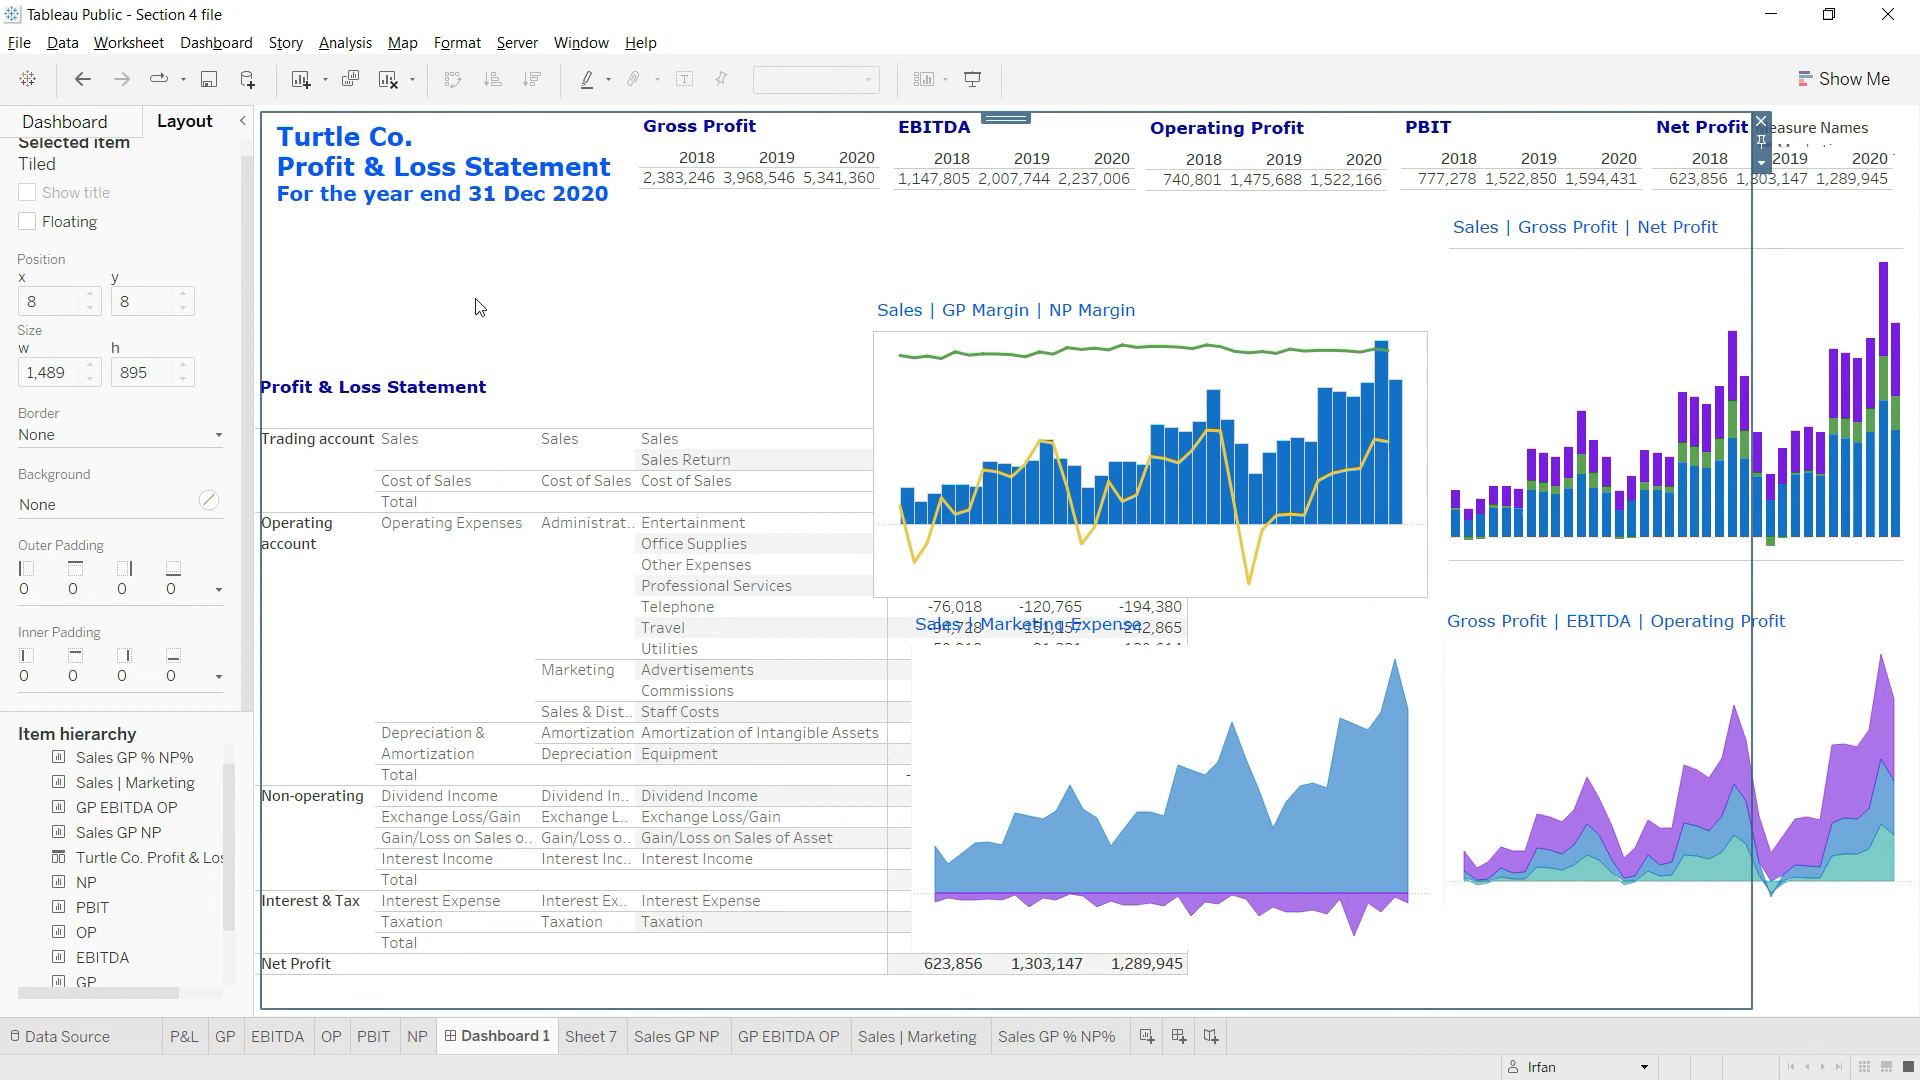 Tableau Public - Section 4 file
File Data Worksheet Dashboard Story Analysis Map Format Server Window Help
Show Me
Dashboard Layout
Selected item
Tiled
Show title
Floating
Position
x y
8 8
Size
w h
1,489 895
Border
None
Background
None
Outer Padding
0 0 0 0
Inner Padding
0 0 0 0
Item hierarchy
Sales GP % NP%
Sales | Marketing
GP EBITDA OP
Sales GP NP
Turtle Co. Profit & Los
NP
PBIT
OP
EBITDA
GP
Turtle Co.
Profit & Loss Statement
For the year end 31 Dec 2020
Gross Profit
2018 2019 2020
2,383,246 3,968,546 5,341,360
EBITDA
2018 2019 2020
1,147,805 2,007,744 2,237,006
Operating Profit
2018 2019 2020
740,801 1,475,688 1,522,166
PBIT
2018 2019 2020
777,278 1,522,850 1,594,431
Net Profit
2018 2019 2020
623,856 1,303,147 1,289,945
Measure Names
Sales | Gross Profit | Net Profit
Sales | GP Margin | NP Margin
Profit & Loss Statement
Trading account Sales Sales Sales
Sales Return
Cost of Sales Cost of Sales Cost of Sales
Total
Operating account Operating Expenses Administrat.. Entertainment
Office Supplies
Other Expenses
Professional Services
Telephone -76,018 -120,765 -194,380
Travel -94,728 -151,157 -242,865
Utilities
Marketing Advertisements
Commissions
Sales & Dist.. Staff Costs
Depreciation & Amortization Amortization Amortization of Intangible Assets
Depreciation Equipment
Total -
Non-operating Dividend Income Dividend In.. Dividend Income
Exchange Loss/Gain Exchange L.. Exchange Loss/Gain
Gain/Loss on Sales o.. Gain/Loss o.. Gain/Loss on Sales of Asset
Interest Income Interest Inc.. Interest Income
Total
Interest & Tax Interest Expense Interest Ex.. Interest Expense
Taxation Taxation Taxation
Total
Net Profit 623,856 1,303,147 1,289,945
Sales | Marketing Expense
Gross Profit | EBITDA | Operating Profit
Data Source P&L GP EBITDA OP PBIT NP Dashboard 1 Sheet 7 Sales GP NP GP EBITDA OP Sales | Marketing Sales GP % NP%
Irfan